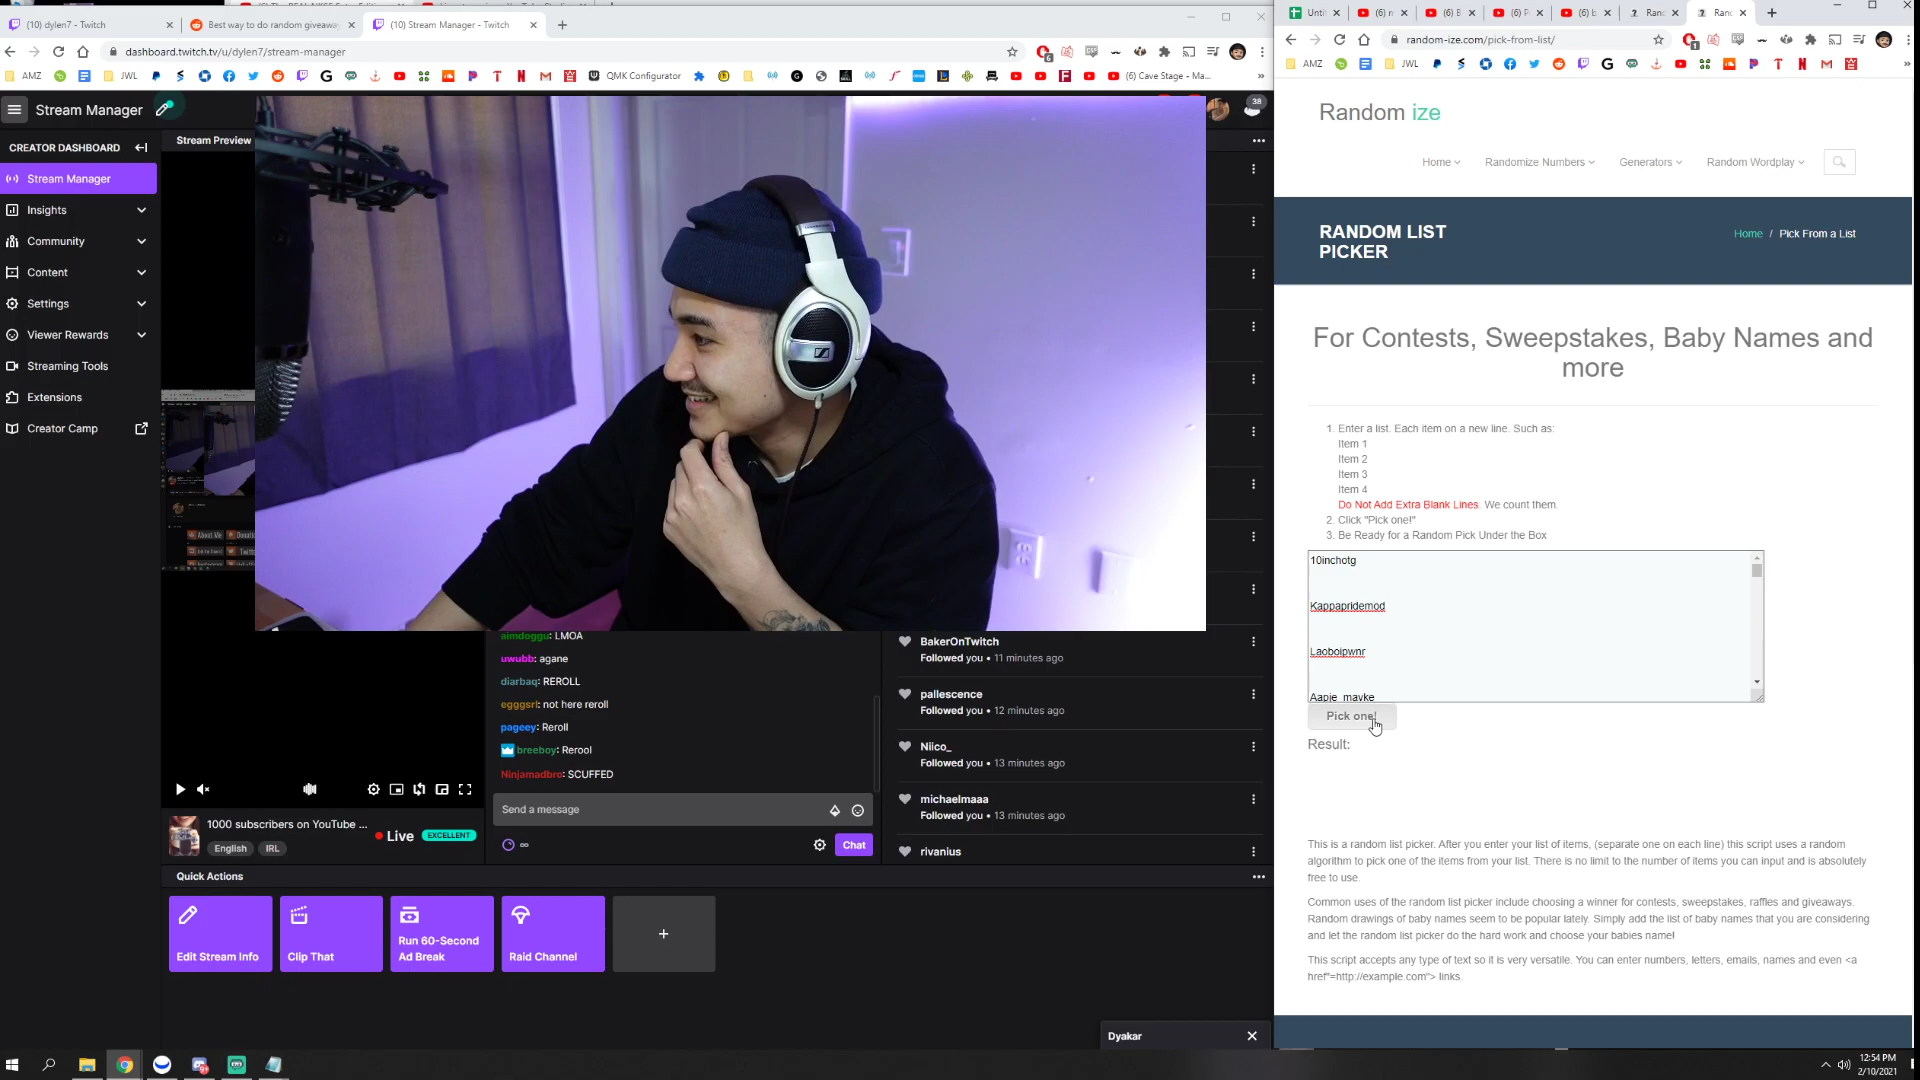 (10) dylen7 - Twitch
Best way to do random giveaway
(10) Stream Manager - Twitch
dashboard.twitch.tv/u/dylen7/stream-manager
AMZ
JWL
QMK Configurator
(6) Cave Stage - Ma...
Stream Manager
38
CREATOR DASHBOARD
Stream Preview
Stream Manager
Insights
Community
Content
Settings
Viewer Rewards
Streaming Tools
Extensions
Creator Camp
aimdoggu: LMOA
uwubb: agane
diarbaq: REROLL
egggsrl: not here reroll
pageey: Reroll
breeboy: Rerool
Ninjamadbro: SCUFFED
Send a message
Chat
BakerOnTwitch
Followed you • 11 minutes ago
pallescence
Followed you • 12 minutes ago
Niico_
Followed you • 13 minutes ago
michaelmaaa
Followed you • 13 minutes ago
rivanius
1000 subscribers on YouTube ...
Live
EXCELLENT
English
IRL
Quick Actions
Edit Stream Info
Clip That
Run 60-Second
Ad Break
Raid Channel
Dyakar
random-ize.com/pick-from-list/
AMZ
JWL
Random ize
Home
Randomize Numbers
Generators
Random Wordplay
RANDOM LIST
PICKER
Home / Pick From a List
For Contests, Sweepstakes, Baby Names and
more
1. Enter a list. Each item on a new line. Such as:
Item 1
Item 2
Item 3
Item 4
Do Not Add Extra Blank Lines. We count them.
2. Click "Pick one!"
3. Be Ready for a Random Pick Under the Box
10inchotg
Kappapridemod
Laoboipwnr
Aapje_mavke
Pick one!
Result:
This is a random list picker. After you enter your list of items, (separate one on each line) this script uses a random
algorithm to pick one of the items from your list. There is no limit to the number of items you can input and is absolutely
free to use.
Common uses of the random list picker include choosing a winner for contests, sweepstakes, raffles and giveaways.
Random drawings of baby names seem to be popular lately. Simply add the list of baby names that you are considering
and let the random list picker do the hard work and choose your babies name!
This script accepts any type of text so it is very versatile. You can enter numbers, letters, emails, names and even <a
href"=http://example.com"> links.
12:54 PM
2/10/2021